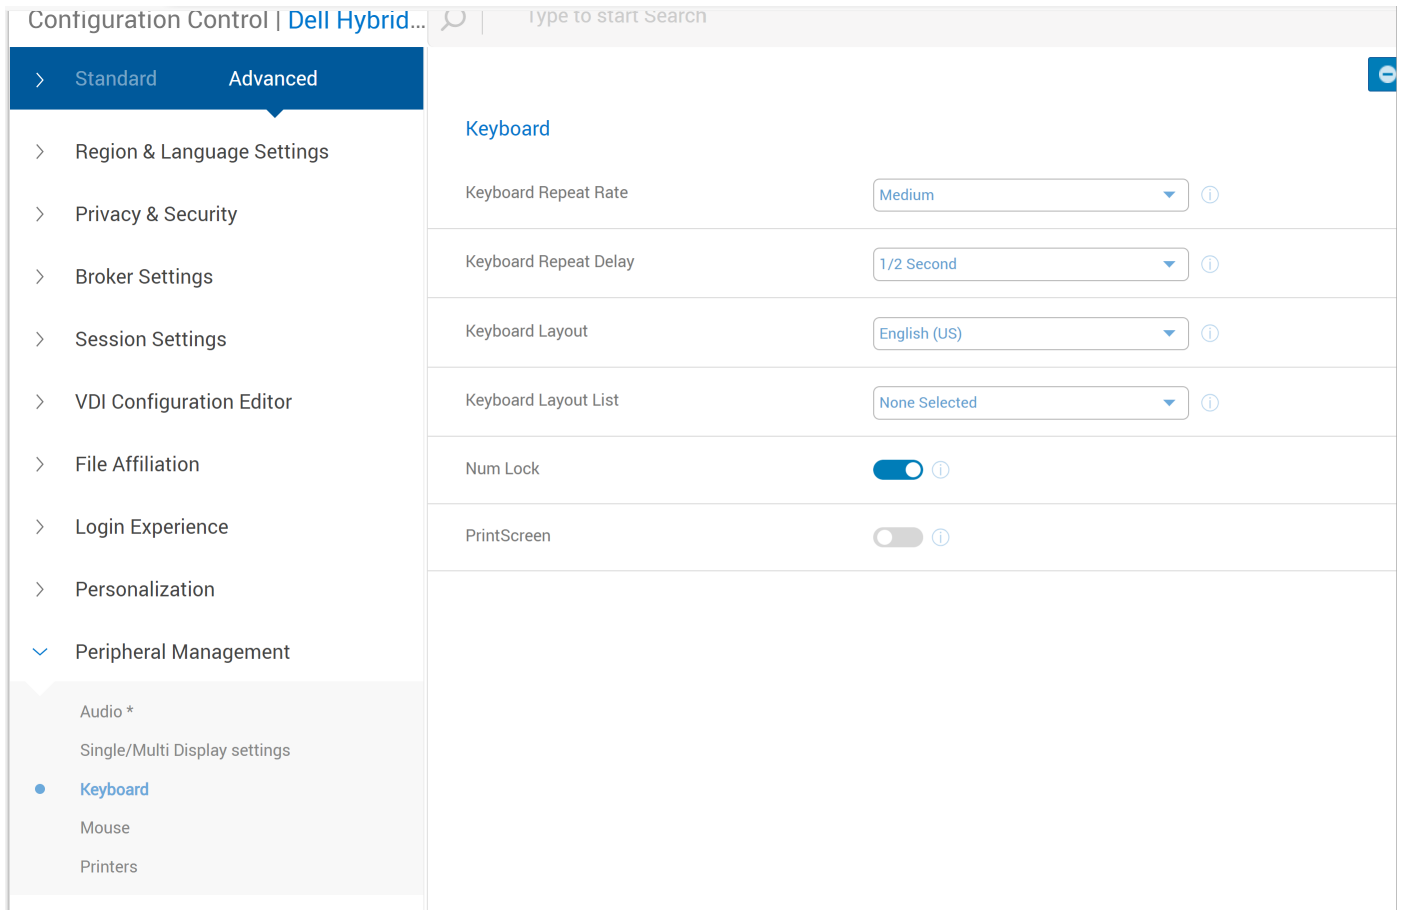 Configuration Control | Dell Hybrid...
Type to start Search
Standard
Advanced
Region & Language Settings
Privacy & Security
Broker Settings
Session Settings
VDI Configuration Editor
File Affiliation
Login Experience
Personalization
Peripheral Management
Audio *
Single/Multi Display settings
Keyboard
Mouse
Printers
Keyboard
Keyboard Repeat Rate
Medium
Keyboard Repeat Delay
1/2 Second
Keyboard Layout
English (US)
Keyboard Layout List
None Selected
Num Lock
PrintScreen